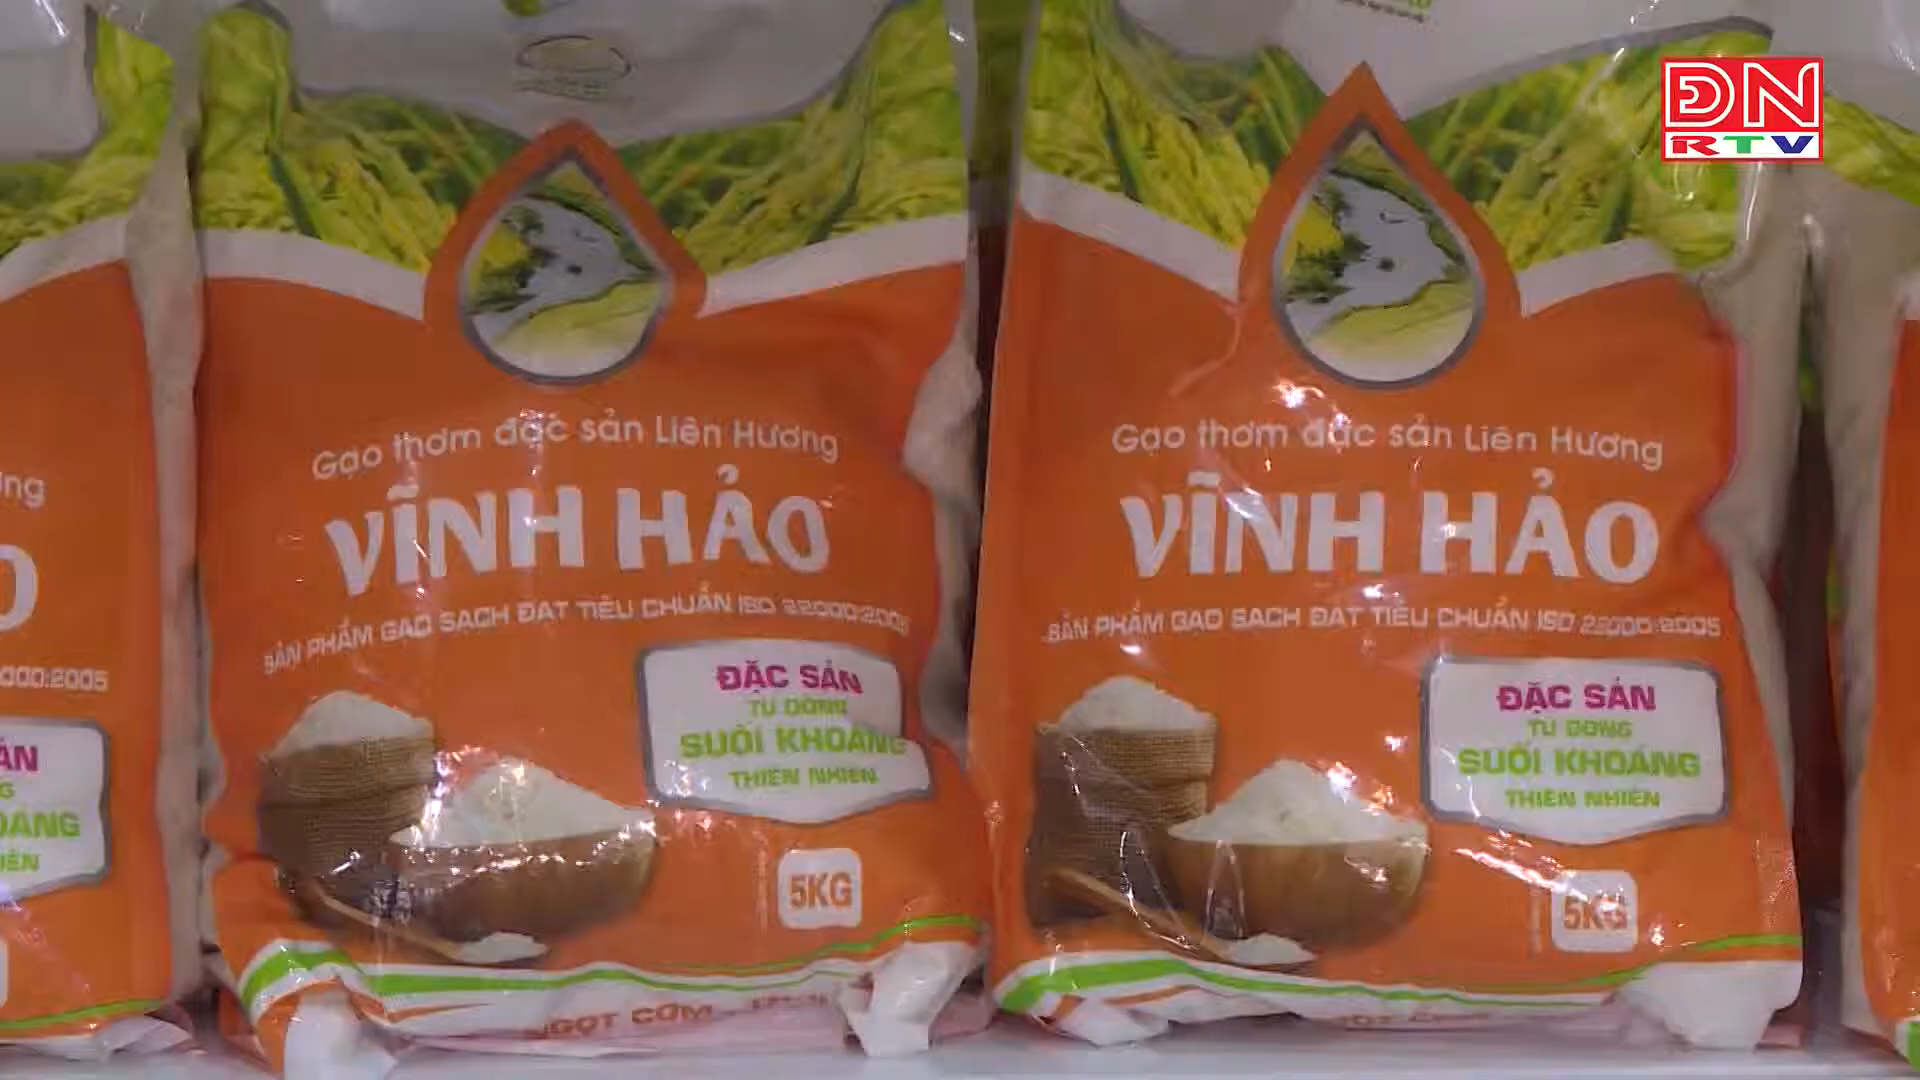 ĐN
RTV
Gạo thơm đặc sản Liên Hương
VĨNH HẢO
SẢN PHẨM GẠO SẠCH ĐẠT TIÊU CHUẨN ISO 22000:2005
ĐẶC SẢN
TỪ DÒNG
SUỐI KHOÁNG
THIÊN NHIÊN
5KG
NGỌT CƠM
Gạo thơm đặc sản Liên Hương
VĨNH HẢO
SẢN PHẨM GẠO SẠCH ĐẠT TIÊU CHUẨN ISO 22000:2005
ĐẶC SẢN
TỪ DÒNG
SUỐI KHOÁNG
THIÊN NHIÊN
5KG